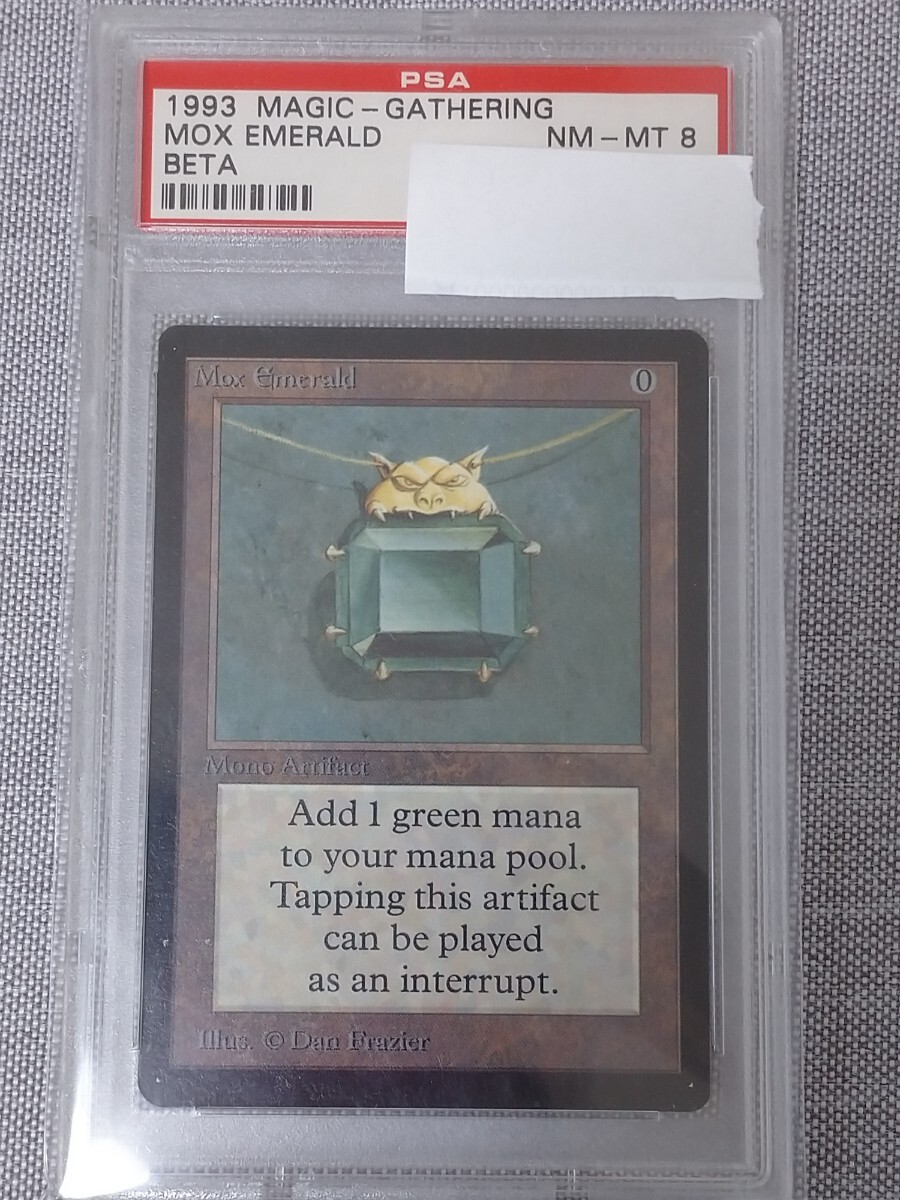 PSA
1993 MAGIC-GATHERING
MOX EMERALD NM-MT 8
BETA
Mox Emerald 0
Mono Artifact
Add 1 green mana
to your mana pool.
Tapping this artifact
can be played
as an interrupt.
Illus. © Dan Frazier